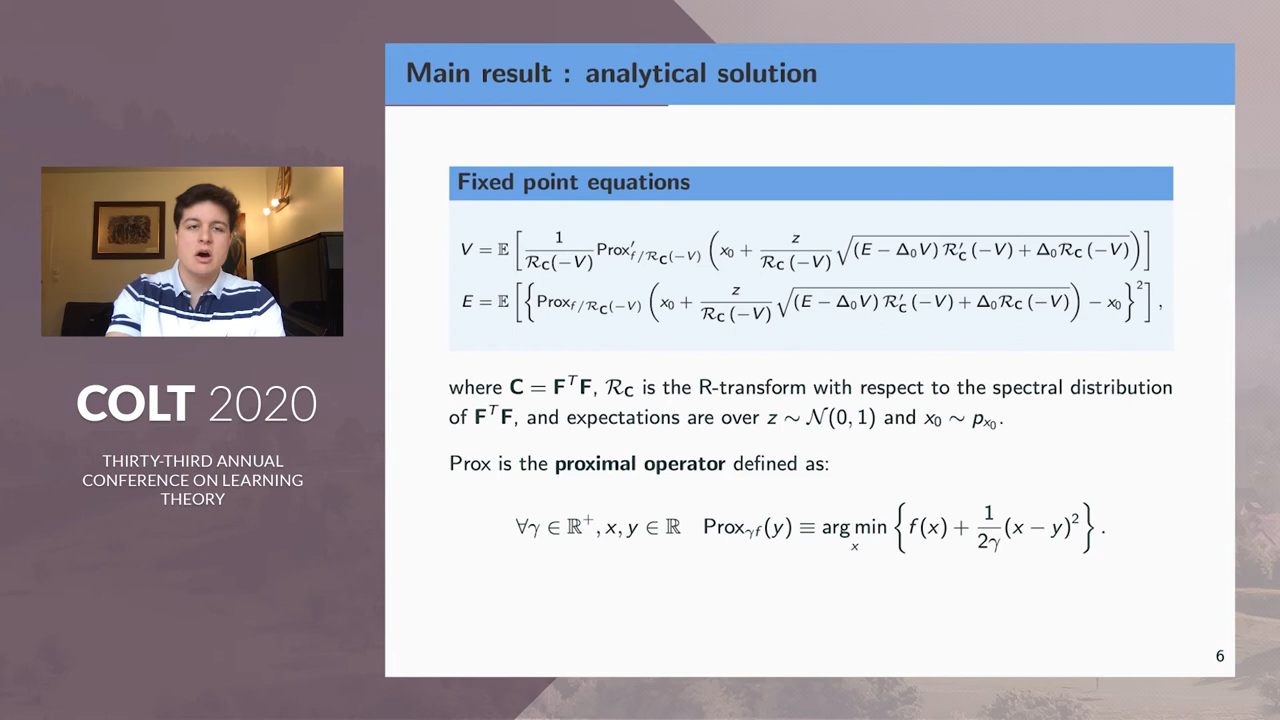 Main result : analytical solution
Fixed point equations
V = 𝔼 [ 1/𝓡_𝐂(−V) Prox′_{f/𝓡_𝐂(−V)} ( x₀ + z/𝓡_𝐂(−V) √((E − Δ₀V) 𝓡′_𝐂(−V) + Δ₀𝓡_𝐂(−V)) ) ]
E = 𝔼 [ { Prox_{f/𝓡_𝐂(−V)} ( x₀ + z/𝓡_𝐂(−V) √((E − Δ₀V) 𝓡′_𝐂(−V) + Δ₀𝓡_𝐂(−V)) ) − x₀ }² ] ,
where 𝐂 = 𝐅ᵀ𝐅, 𝓡_𝐂 is the R-transform with respect to the spectral distribution
of 𝐅ᵀ𝐅, and expectations are over z ∼ 𝒩(0, 1) and x₀ ∼ p_{x₀}.
Prox is the proximal operator defined as:
∀γ ∈ ℝ⁺, x, y ∈ ℝ Prox_{γf}(y) ≡ arg min_x { f(x) + 1/2γ (x − y)² } .
6
COLT 2020
THIRTY-THIRD ANNUAL
CONFERENCE ON LEARNING
THEORY